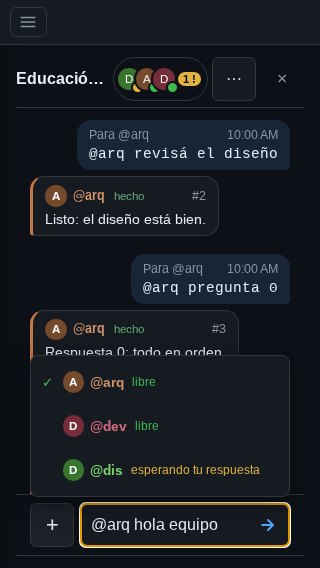 Educació...
D A D 1 !
... ×
Para @arq 10:00 AM
@arq revisá el diseño
A @arq hecho #2
Listo: el diseño está bien.
Para @arq 10:00 AM
@arq pregunta 0
A @arq hecho #3
Respuesta 0: todo en orden
✓ A @arq libre
D @dev libre
D @dis esperando tu respuesta
+ @arq hola equipo →